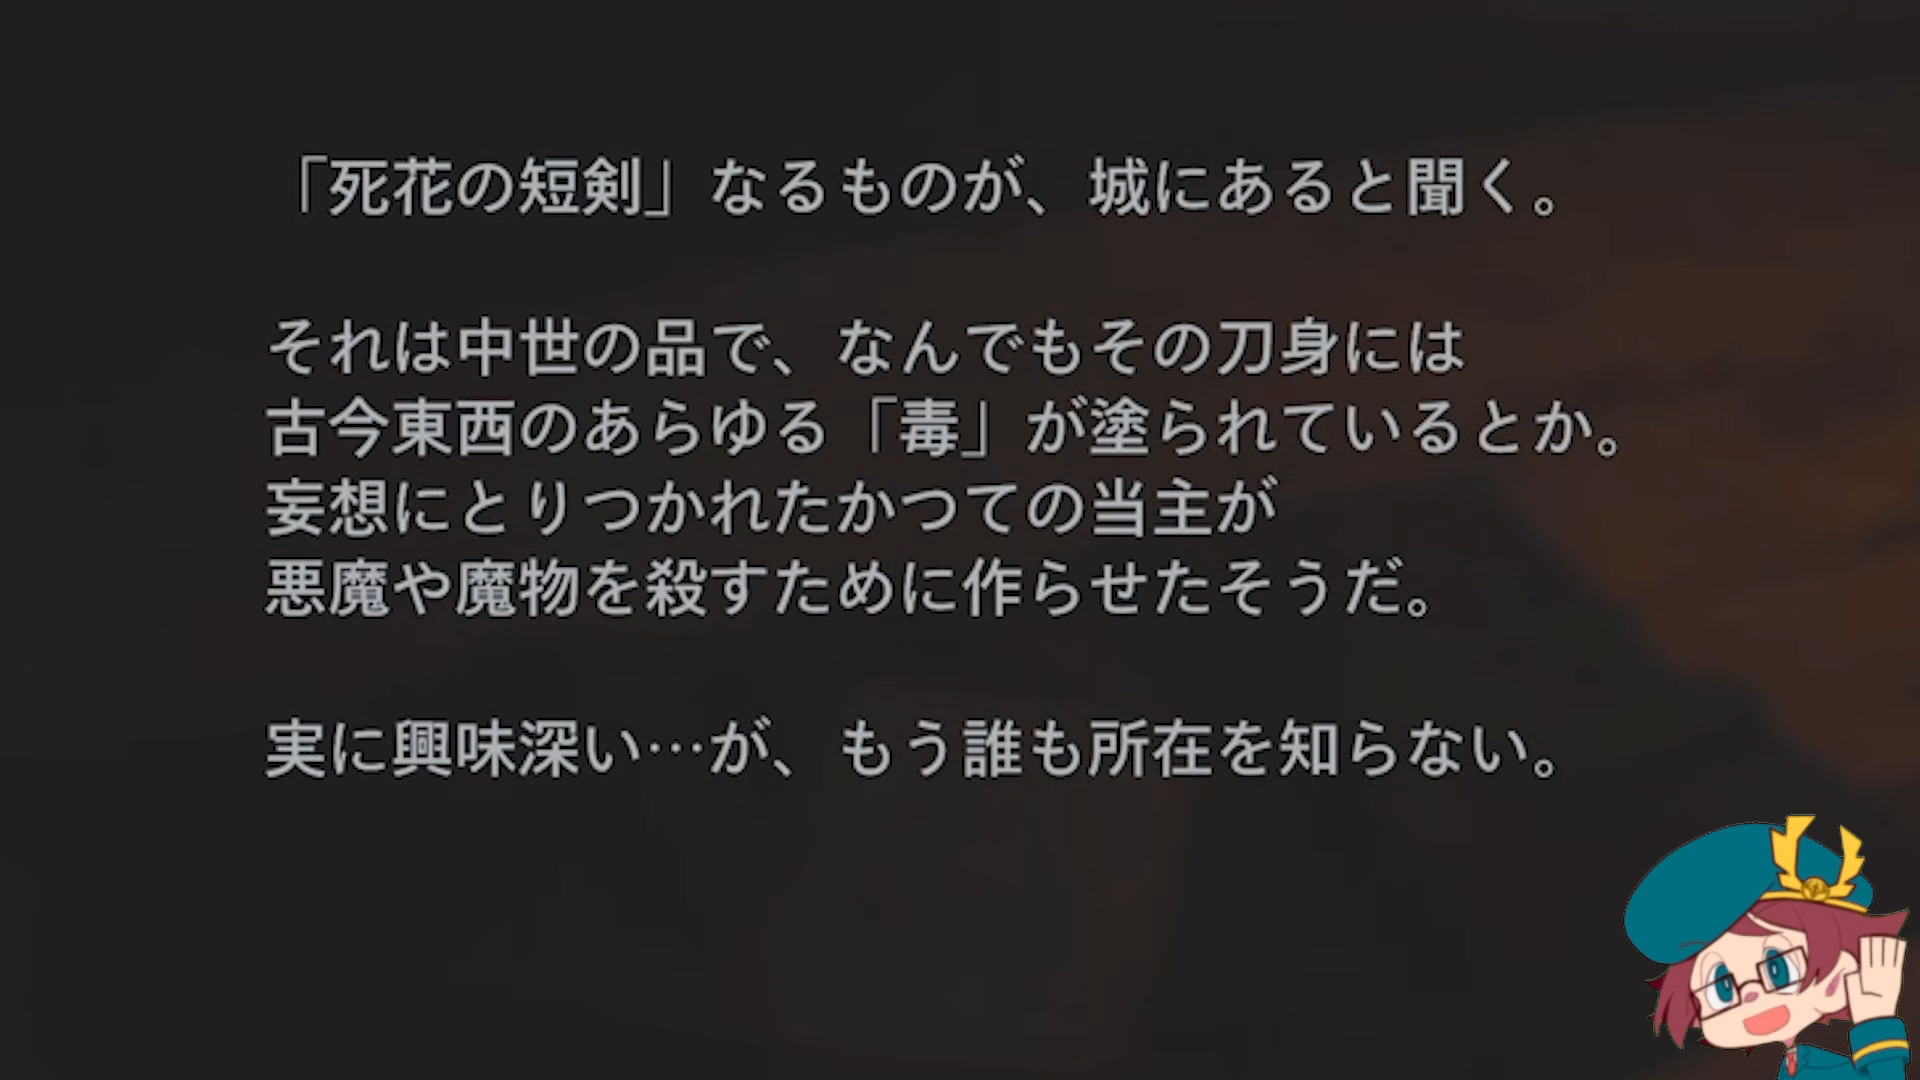 「死花の短剣」なるものが、城にあると聞く。
それは中世の品で、なんでもその刀身には
古今東西のあらゆる「毒」が塗られているとか。
妄想にとりつかれたかつての当主が
悪魔や魔物を殺すために作らせたそうだ。
実に興味深い…が、もう誰も所在を知らない。